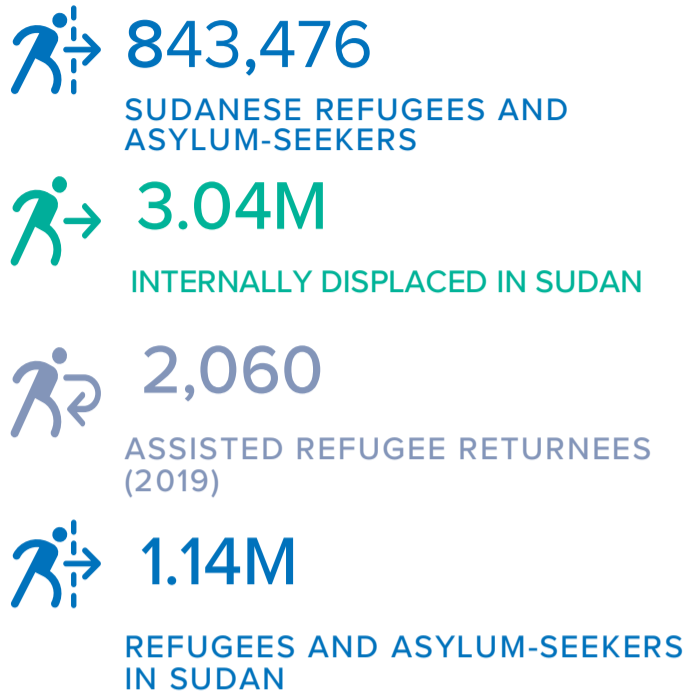 843,476
SUDANESE REFUGEES AND
ASYLUM-SEEKERS
3.04M
INTERNALLY DISPLACED IN SUDAN
2,060
ASSISTED REFUGEE RETURNEES
(2019)
1.14M
REFUGEES AND ASYLUM-SEEKERS
IN SUDAN